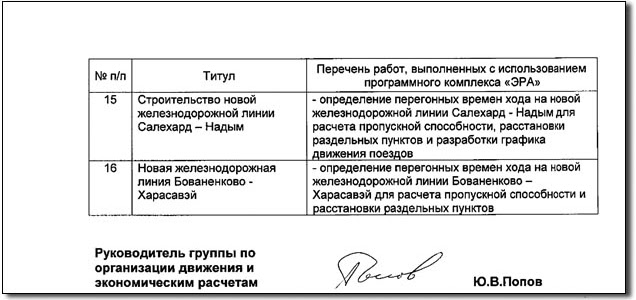 № п/п
Титул
Перечень работ, выполненных с использованием
программного комплекса «ЭРА»
15
Строительство новой
железнодорожной линии
Салехард – Надым
- определение перегонных времен хода на новой
железнодорожной линии Салехард - Надым для
расчета пропускной способности, расстановки
раздельных пунктов и разработки графика
движения поездов
16
Новая железнодорожная
линия Бованенково -
Харасавэй
- определение перегонных времен хода на новой
железнодорожной линии Бованенково –
Харасавэй для расчета пропускной способности и
расстановки раздельных пунктов
Руководитель группы по
организации движения и
экономическим расчетам
Попов
Ю.В.Попов